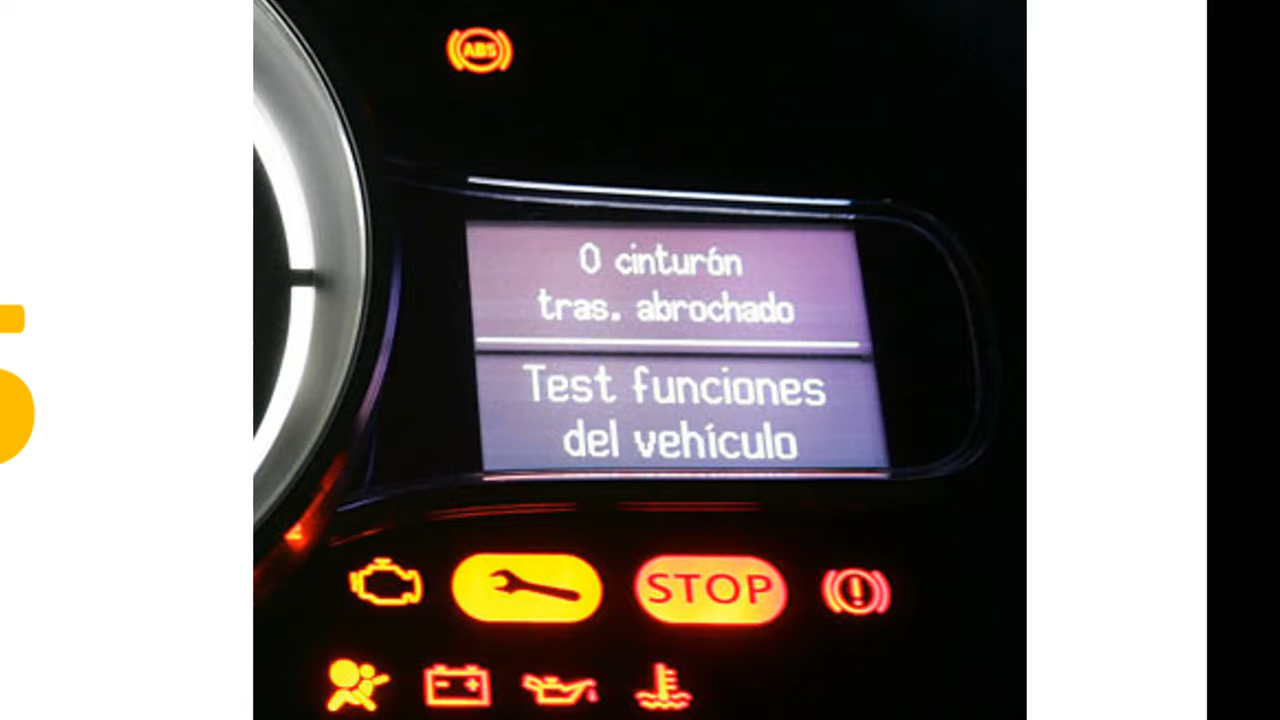 ABS
0 cinturón
tras. abrochado
Test funciones
del vehículo
STOP